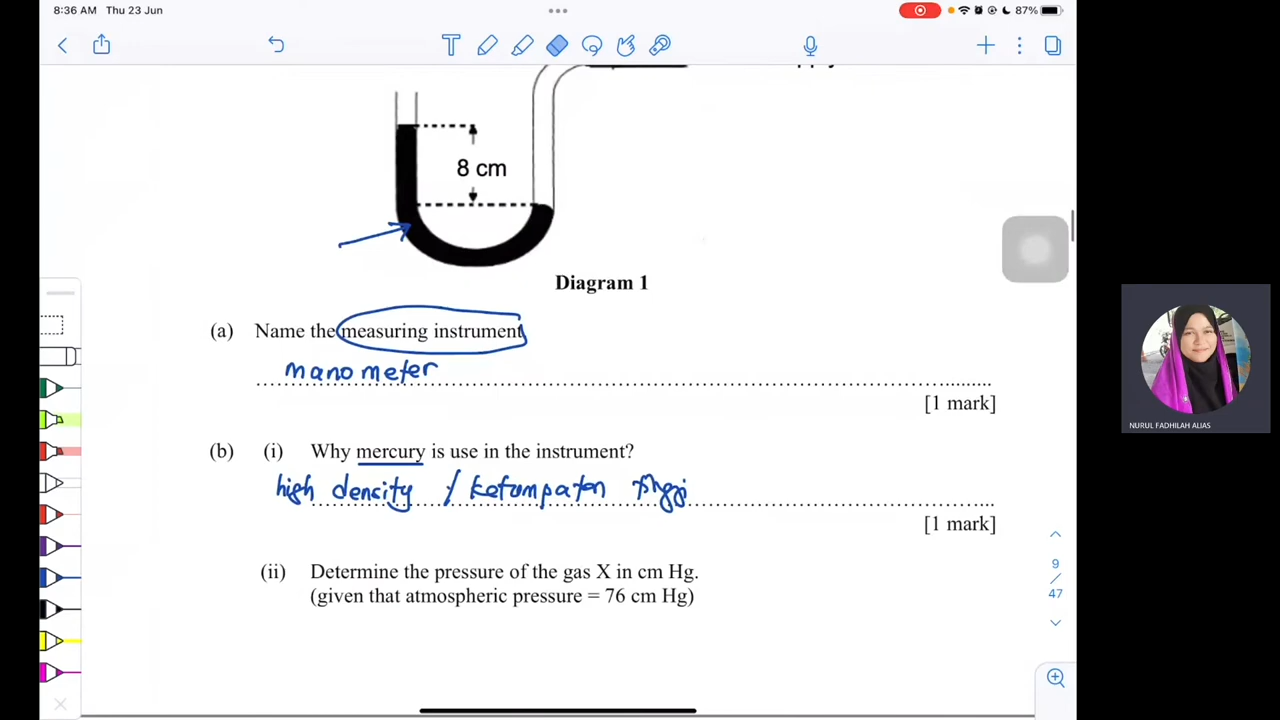 8:36 AM Thu 23 Jun
87%
8 cm
Diagram 1
(a) Name the measuring instrument
manometer
[1 mark]
(b) (i) Why mercury is use in the instrument?
high dencity / ketumpatan tinggi
[1 mark]
(ii) Determine the pressure of the gas X in cm Hg.
(given that atmospheric pressure = 76 cm Hg)
9
/
47
NURUL FADHILAH ALIAS